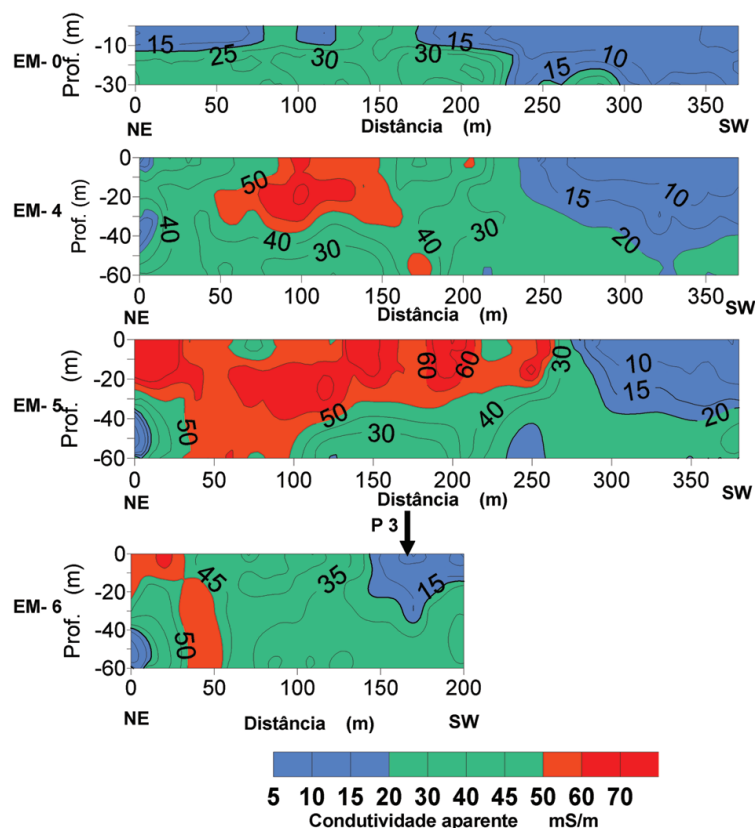 EM- 0
Prof. (m)
-10
-30
15
25
30
30
15
15
10
0 50 100 150 200 250 300 350
NE Distância (m) SW
EM- 4
Prof. (m)
0
-20
-40
-60
40
50
40
30
40
30
15
10
20
0 50 100 150 200 250 300 350
NE Distância (m) SW
EM- 5
Prof. (m)
0
-20
-40
-60
50
50
30
60
60
40
30
10
15
20
0 50 100 150 200 250 300 350
NE Distância (m) SW
P 3
EM- 6
Prof. (m)
0
-20
-40
-60
45
50
35
15
0 50 100 150 200
NE Distância (m) SW
5 10 15 20 30 40 45 50 60 70
Condutividade aparente mS/m